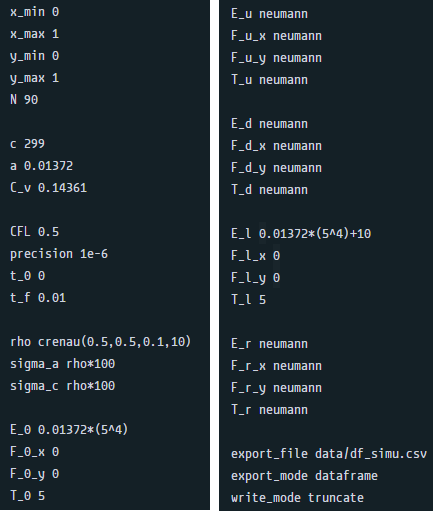 x_min 0
x_max 1
y_min 0
y_max 1
N 90
c 299
a 0.01372
C_v 0.14361
CFL 0.5
precision 1e-6
t_0 0
t_f 0.01
rho crenau(0.5,0.5,0.1,10)
sigma_a rho*100
sigma_c rho*100
E_0 0.01372*(5^4)
F_0_x 0
F_0_y 0
T_0 5
E_u neumann
F_u_x neumann
F_u_y neumann
T_u neumann
E_d neumann
F_d_x neumann
F_d_y neumann
T_d neumann
E_l 0.01372*(5^4)+10
F_l_x 0
F_l_y 0
T_l 5
E_r neumann
F_r_x neumann
F_r_y neumann
T_r neumann
export_file data/df_simu.csv
export_mode dataframe
write_mode truncate